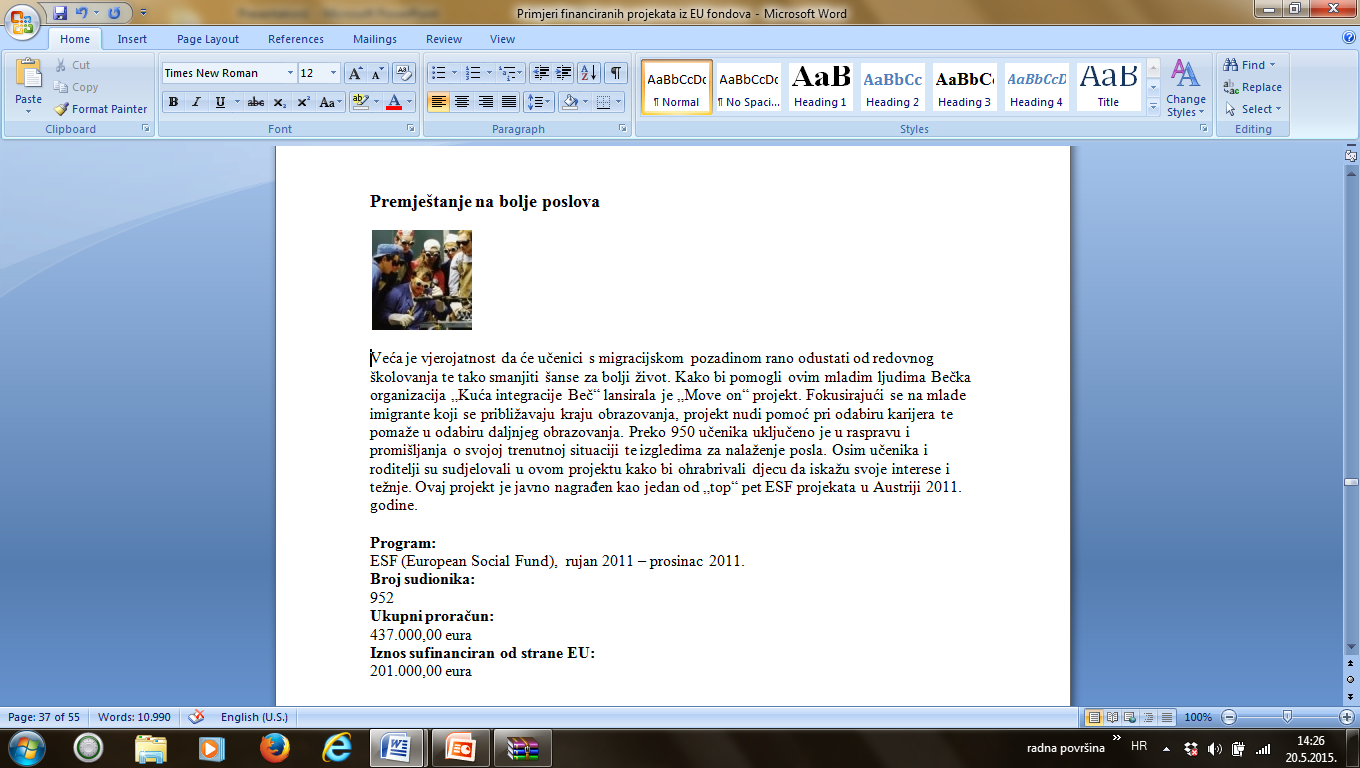 Primjeri financiranih projekata iz EU fondova - Microsoft Word
Home Insert Page Layout References Mailings Review View
Paste
Cut
Copy
Format Painter
Clipboard
Times New Roman 12
Font
Paragraph
AaBbCcDc AaBbCcDc AaB AaBbCc AaBbCc AaBbCcD AaB
¶ Normal ¶ No Spaci... Heading 1 Heading 2 Heading 3 Heading 4 Title
Change
Styles
Styles
Find
Replace
Select
Editing
Premještanje na bolje poslova
Veća je vjerojatnost da će učenici s migracijskom pozadinom rano odustati od redovnog
školovanja te tako smanjiti šanse za bolji život. Kako bi pomogli ovim mladim ljudima Bečka
organizacija „Kuća integracije Beč“ lansirala je „Move on“ projekt. Fokusirajući se na mlade
imigrante koji se približavaju kraju obrazovanja, projekt nudi pomoć pri odabiru karijera te
pomaže u odabiru daljnjeg obrazovanja. Preko 950 učenika uključeno je u raspravu i
promišljanja o svojoj trenutnoj situaciji te izgledima za nalaženje posla. Osim učenika i
roditelji su sudjelovali u ovom projektu kako bi ohrabrivali djecu da iskažu svoje interese i
težnje. Ovaj projekt je javno nagrađen kao jedan od „top“ pet ESF projekata u Austriji 2011.
godine.
Program:
ESF (European Social Fund), rujan 2011 – prosinac 2011.
Broj sudionika:
952
Ukupni proračun:
437.000,00 eura
Iznos sufinanciran od strane EU:
201.000,00 eura
Page: 37 of 55 Words: 10.990 English (U.S.) 100%
radna površina HR 14:26
20.5.2015.